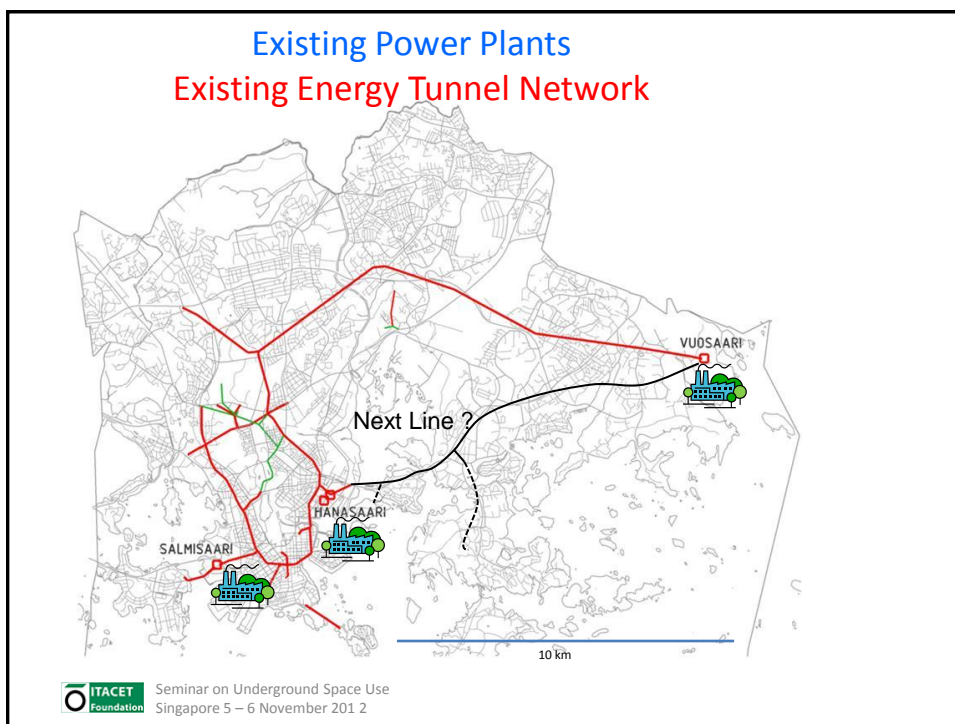 Existing Power Plants
Existing Energy Tunnel Network
VUOSAARI
Next Line ?
HANASAARI
SALMISAARI
10 km
ITACET
Foundation
Seminar on Underground Space Use
Singapore 5 – 6 November 201 2